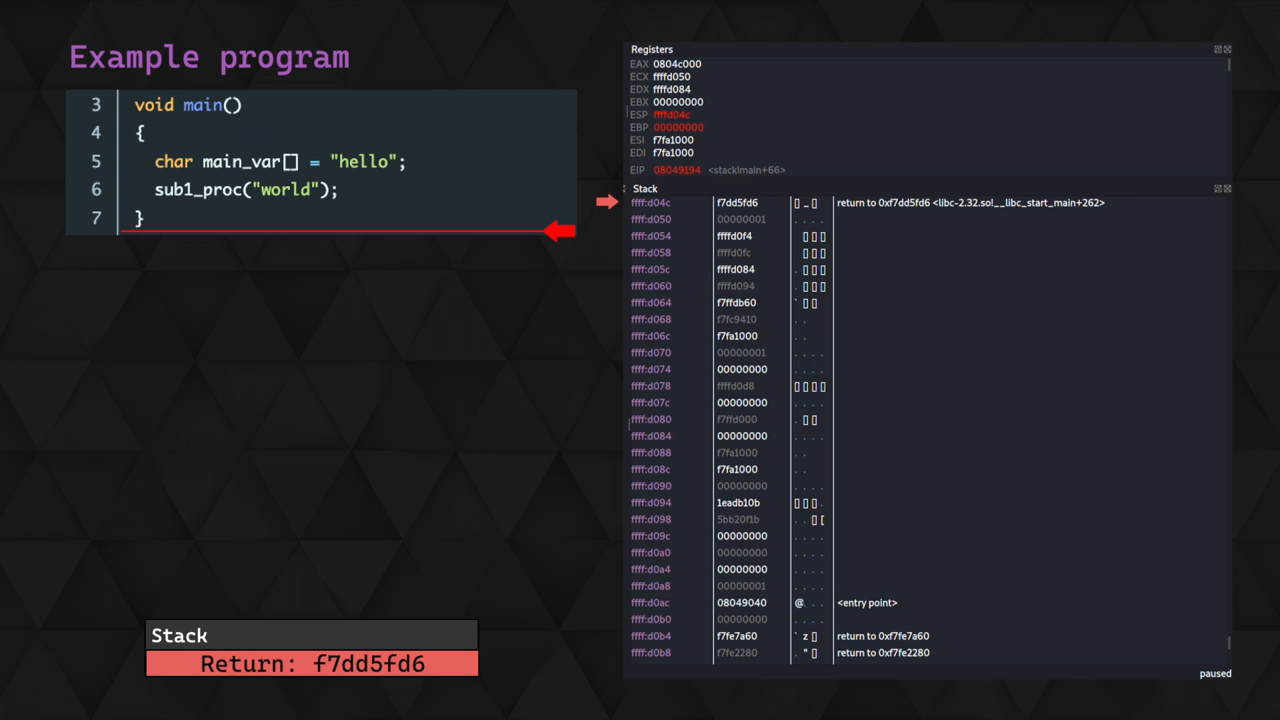 Example program
3 void main()
4 {
5 char main_var[] = "hello";
6 sub1_proc("world");
7 }
Stack
Return: f7dd5fd6
Registers
EAX 0804c000
ECX ffffd050
EDX ffffd084
EBX 00000000
ESP ffffd04c
EBP 00000000
ESI f7fa1000
EDI f7fa1000
EIP 08049194 <stack!main+66>
Stack
ffff:d04c f7dd5fd6 return to 0xf7dd5fd6 <libc-2.32.so!__libc_start_main+262>
ffff:d050 00000001 . . . .
ffff:d054 ffffd0f4
ffff:d058 ffffd0fc
ffff:d05c ffffd084 .
ffff:d060 ffffd094 .
ffff:d064 f7ffdb60 `
ffff:d068 f7fc9410 . .
ffff:d06c f7fa1000 . .
ffff:d070 00000001 . . . .
ffff:d074 00000000 . . . .
ffff:d078 ffffd0d8
ffff:d07c 00000000 . . . .
ffff:d080 f7ffd000 .
ffff:d084 00000000 . . . .
ffff:d088 f7fa1000 . .
ffff:d08c f7fa1000 . .
ffff:d090 00000000 . . . .
ffff:d094 1eadb10b .
ffff:d098 5bb20f1b . . [
ffff:d09c 00000000 . . . .
ffff:d0a0 00000000 . . . .
ffff:d0a4 00000000 . . . .
ffff:d0a8 00000001 . . . .
ffff:d0ac 08049040 @ . . . <entry point>
ffff:d0b0 00000000 . . . .
ffff:d0b4 f7fe7a60 ` z return to 0xf7fe7a60
ffff:d0b8 f7fe2280 . " return to 0xf7fe2280
paused